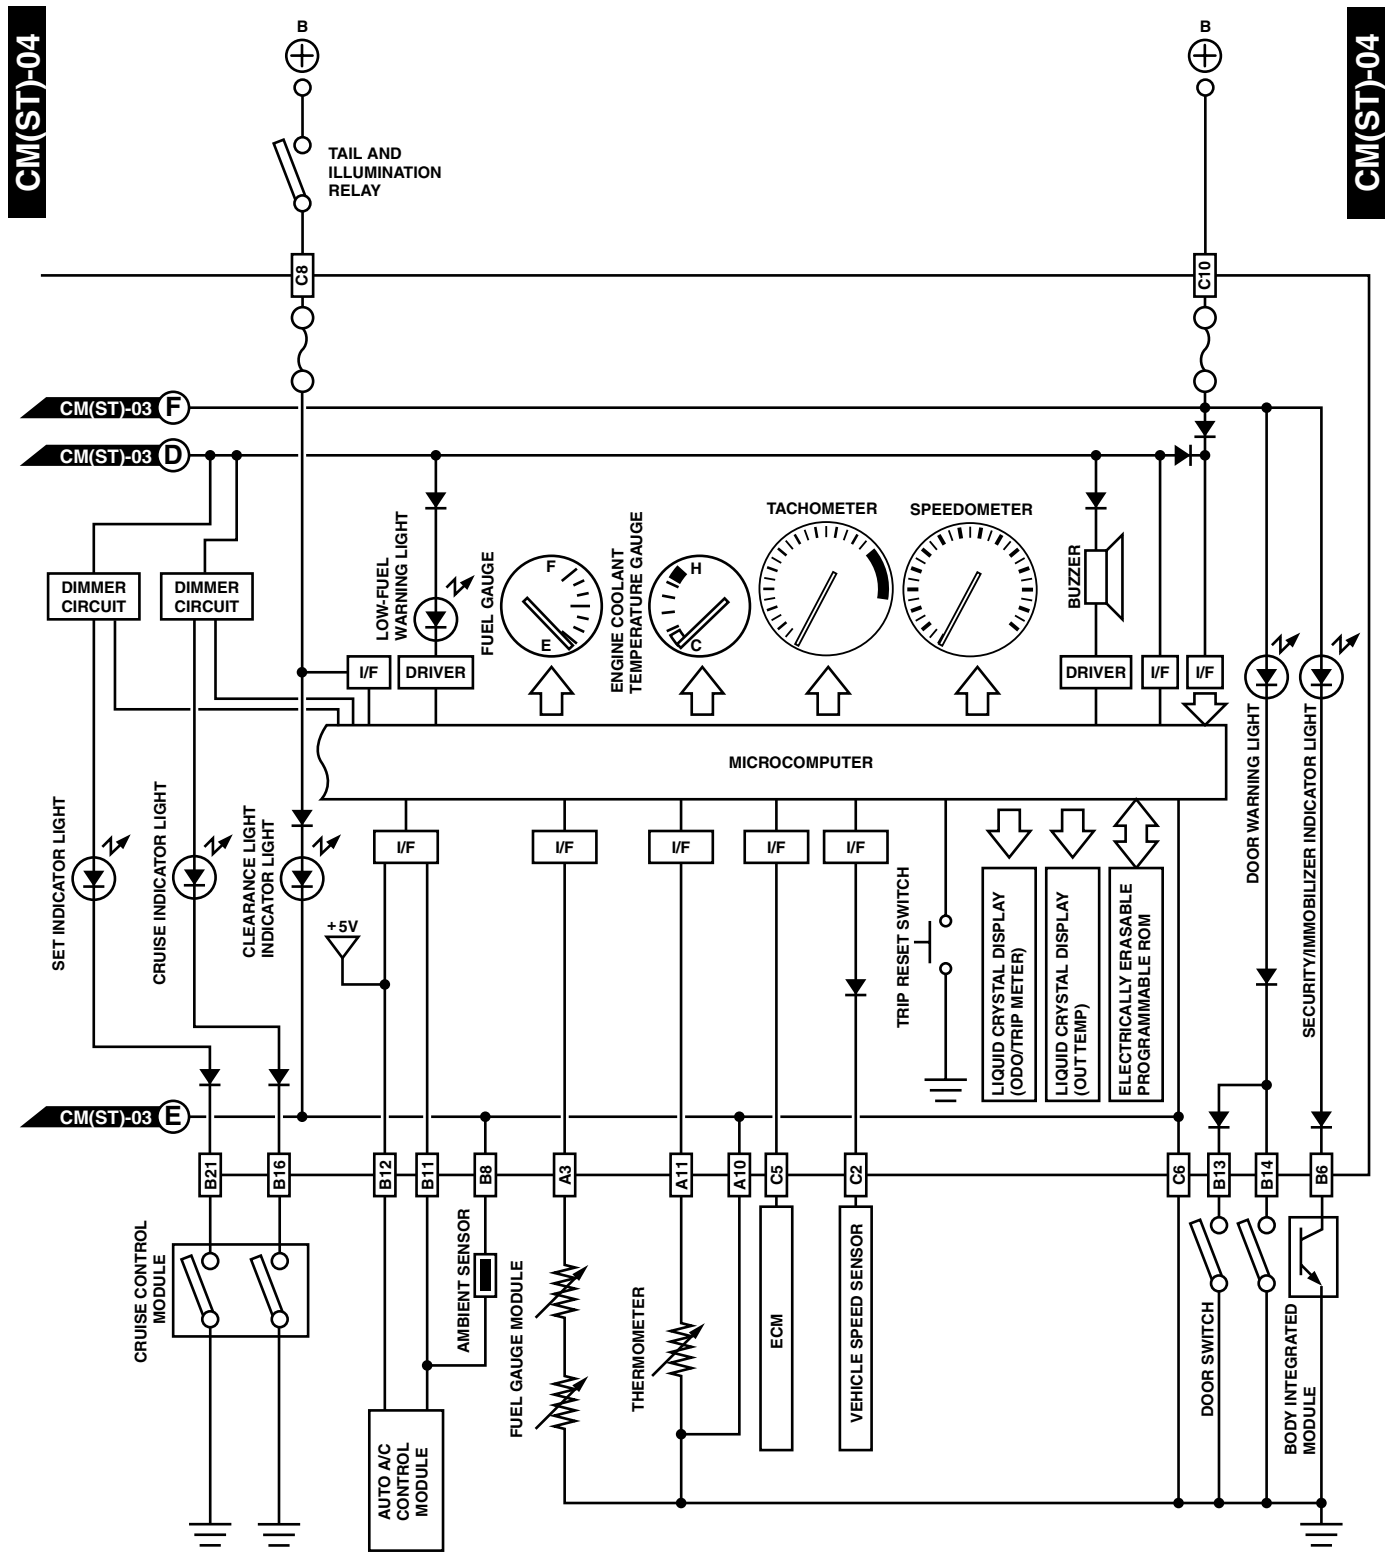 CM(ST)-04
CM(ST)-04
B
B
TAIL AND
ILLUMINATION
RELAY
C8
C10
CM(ST)-03 F
CM(ST)-03 D
TACHOMETER
SPEEDOMETER
LOW-FUEL
WARNING LIGHT
FUEL GAUGE
F
E
ENGINE COOLANT
TEMPERATURE GAUGE
H
C
BUZZER
DIMMER
CIRCUIT
DIMMER
CIRCUIT
I/F
DRIVER
DRIVER
I/F
I/F
MICROCOMPUTER
DOOR WARNING LIGHT
SECURITY/IMMOBILIZER INDICATOR LIGHT
SET INDICATOR LIGHT
CRUISE INDICATOR LIGHT
CLEARANCE LIGHT
INDICATOR LIGHT
I/F
I/F
I/F
I/F
I/F
+5V
TRIP RESET SWITCH
LIQUID CRYSTAL DISPLAY
(ODO/TRIP METER)
LIQUID CRYSTAL DISPLAY
(OUTTEMP)
ELECTRICALLY ERASABLE
PROGRAMMABLE ROM
CM(ST)-03 E
B21
B16
B12
B11
B8
A3
A11
A10
C5
C2
C6
B13
B14
B6
CRUISE CONTROL
MODULE
AUTO A/C
CONTROL
MODULE
AMBIENT SENSOR
FUEL GAUGE MODULE
THERMOMETER
ECM
VEHICLE SPEED SENSOR
DOOR SWITCH
BODY INTEGRATED
MODULE